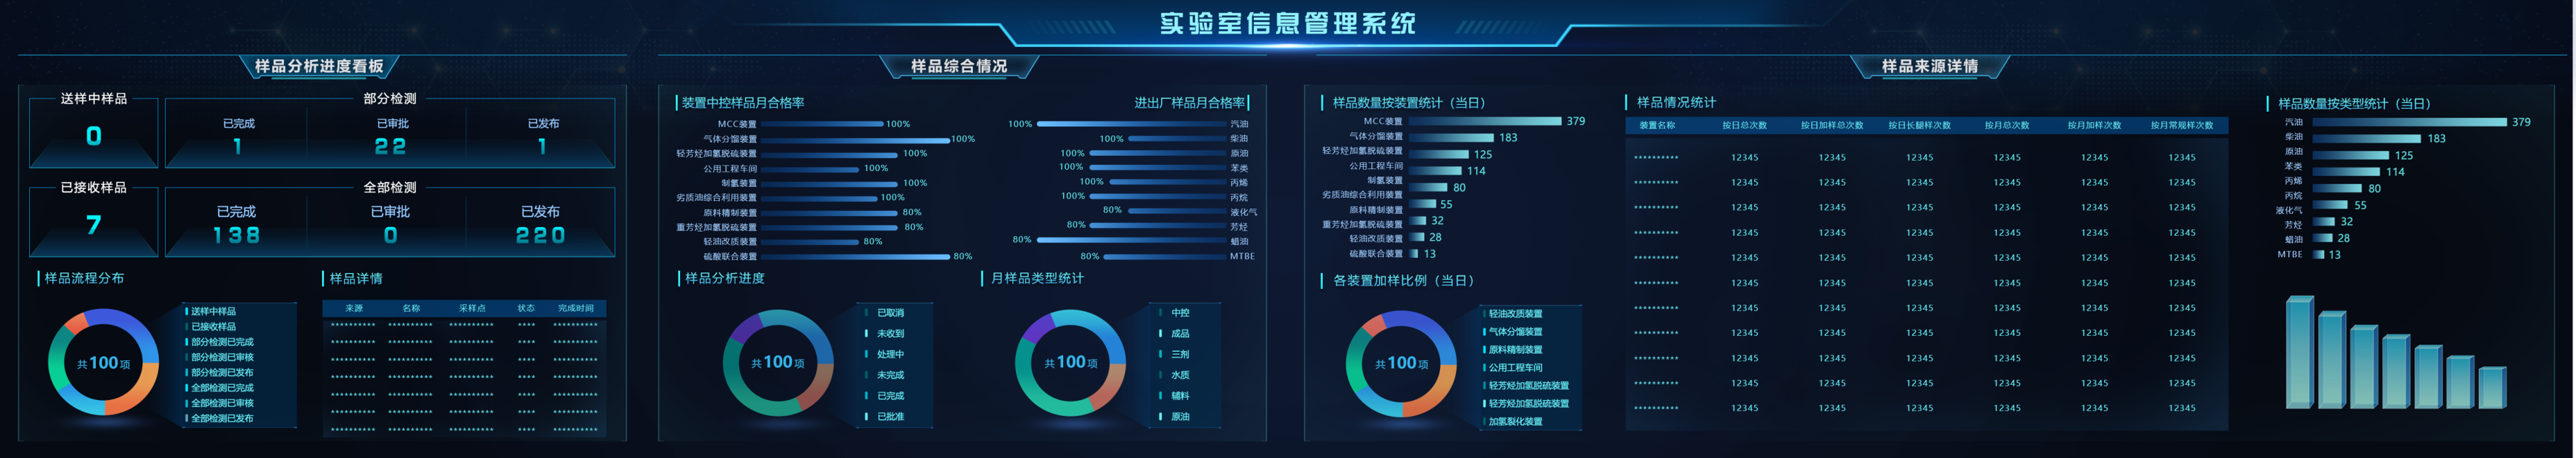 实验室信息管理系统
样品分析进度看板
送样中样品
0
部分检测
已完成 已审批 已发布
1 22 1
已接收样品
7
全部检测
已完成 已审批 已发布
138 0 220
样品流程分布
共100项
送样中样品
已接收样品
部分检测已完成
部分检测已审核
部分检测已发布
全部检测已完成
全部检测已审核
全部检测已发布
样品详情
来源 名称 采样点 状态 完成时间
********* ********* ********* **** *********
********* ********* ********* **** *********
********* ********* ********* **** *********
********* ********* ********* **** *********
********* ********* ********* **** *********
********* ********* ********* **** *********
********* ********* ********* **** *********
样品综合情况
装置中控样品月合格率
MCC装置 100%
气体分馏装置 100%
轻芳烃加氢脱硫装置 100%
公用工程车间 100%
制氢装置 100%
劣质油综合利用装置 100%
原料精制装置 80%
重芳烃加氢脱硫装置 80%
轻油改质装置 80%
硫酸联合装置 80%
进出厂样品月合格率
100% 汽油
100% 柴油
100% 原油
100% 苯类
100% 丙烯
100% 丙烷
80% 液化气
80% 芳烃
80% 蜡油
80% MTBE
样品分析进度
共100项
已取消
未收到
处理中
未完成
已完成
已批准
月样品类型统计
共100项
中控
成品
三剂
水质
辅料
原油
样品来源详情
样品数量按装置统计（当日）
MCC装置 379
气体分馏装置 183
轻芳烃加氢脱硫装置 125
公用工程车间 114
制氢装置 80
劣质油综合利用装置 55
原料精制装置 32
重芳烃加氢脱硫装置 28
轻油改质装置 13
硫酸联合装置
各装置加样比例（当日）
共100项
轻油改质装置
气体分馏装置
原料精制装置
公用工程车间
轻芳烃加氢脱硫装置
轻芳烃加氢脱硫装置
加氢裂化装置
样品情况统计
装置名称 按日总次数 按日加样总次数 按日长腿样次数 按月总次数 按月加样次数 按月常规样次数
********* 12345 12345 12345 12345 12345 12345
********* 12345 12345 12345 12345 12345 12345
********* 12345 12345 12345 12345 12345 12345
********* 12345 12345 12345 12345 12345 12345
********* 12345 12345 12345 12345 12345 12345
********* 12345 12345 12345 12345 12345 12345
********* 12345 12345 12345 12345 12345 12345
********* 12345 12345 12345 12345 12345 12345
********* 12345 12345 12345 12345 12345 12345
********* 12345 12345 12345 12345 12345 12345
********* 12345 12345 12345 12345 12345 12345
样品数量按类型统计（当日）
汽油 379
柴油 183
原油 125
苯类 114
丙烯 80
丙烷 55
液化气 32
芳烃 28
蜡油 13
MTBE